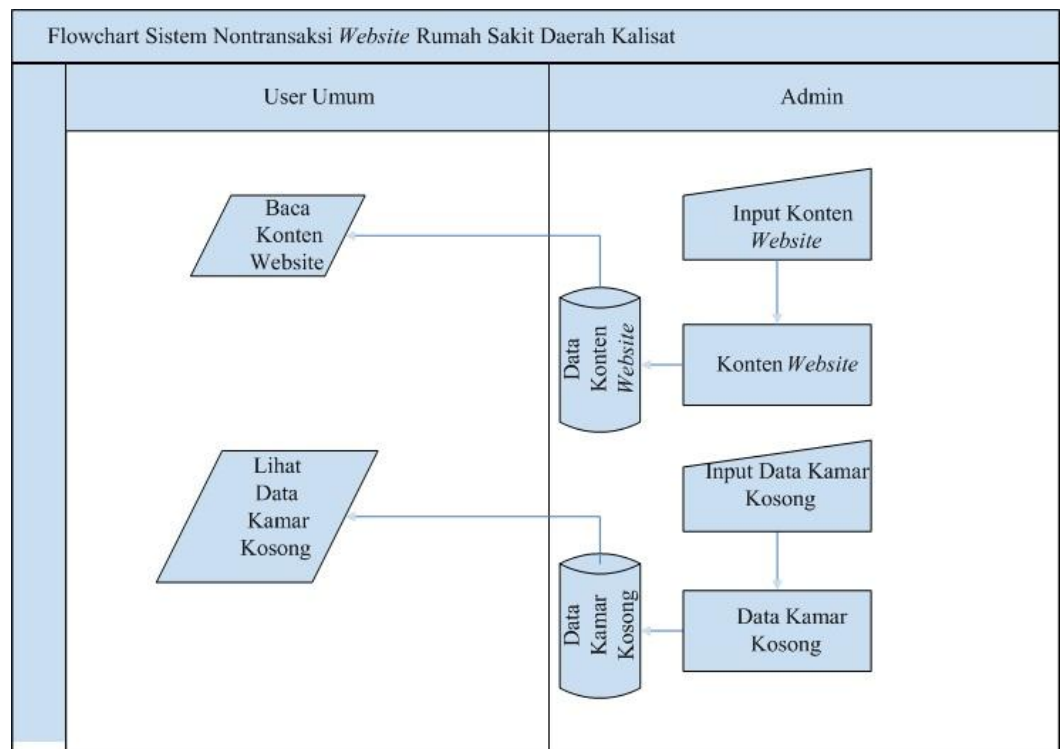 Flowchart Sistem Nontransaksi Website Rumah Sakit Daerah Kalisat
User Umum
Admin
Baca
Konten
Website
Input Konten
Website
Data
Konten
Website
Konten Website
Lihat
Data
Kamar
Kosong
Input Data Kamar
Kosong
Data
Kamar
Kosong
Data Kamar
Kosong